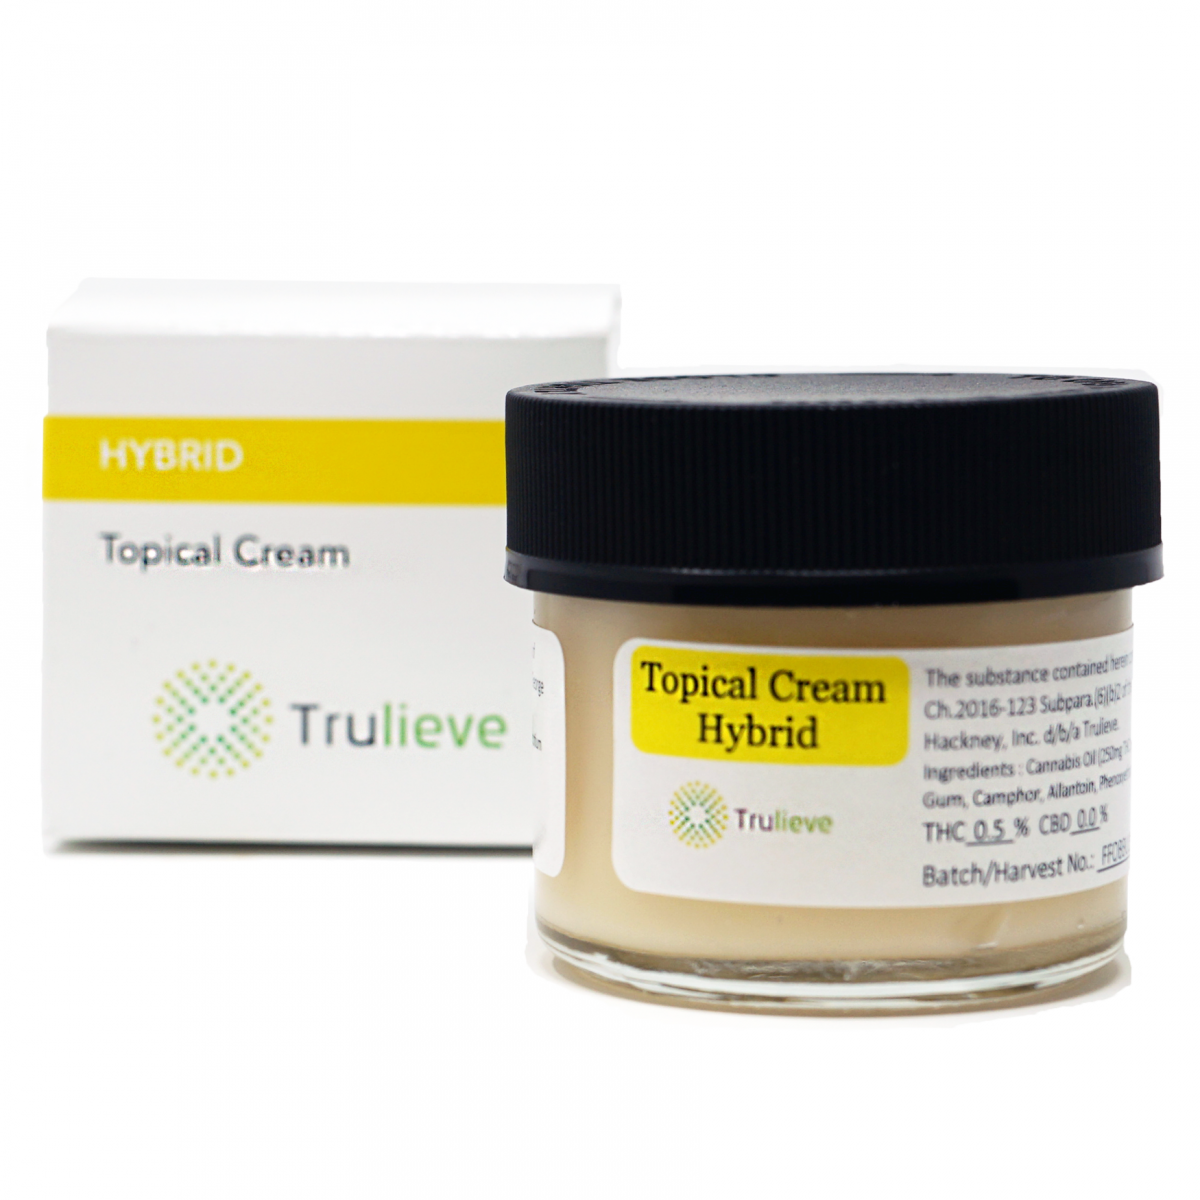 HYBRID
Topical Cream
Trulieve
Topical Cream
Hybrid
Trulieve
The substance contained
Ch.2016-123 Subpara.(6)(b)2
Hackney, Inc. d/b/a Trulieve.
Ingredients : Cannabis Oil (250mg
Gum, Camphor, Allantoin,
THC 0.5 % CBD 0.0 %
Batch/Harvest No.: